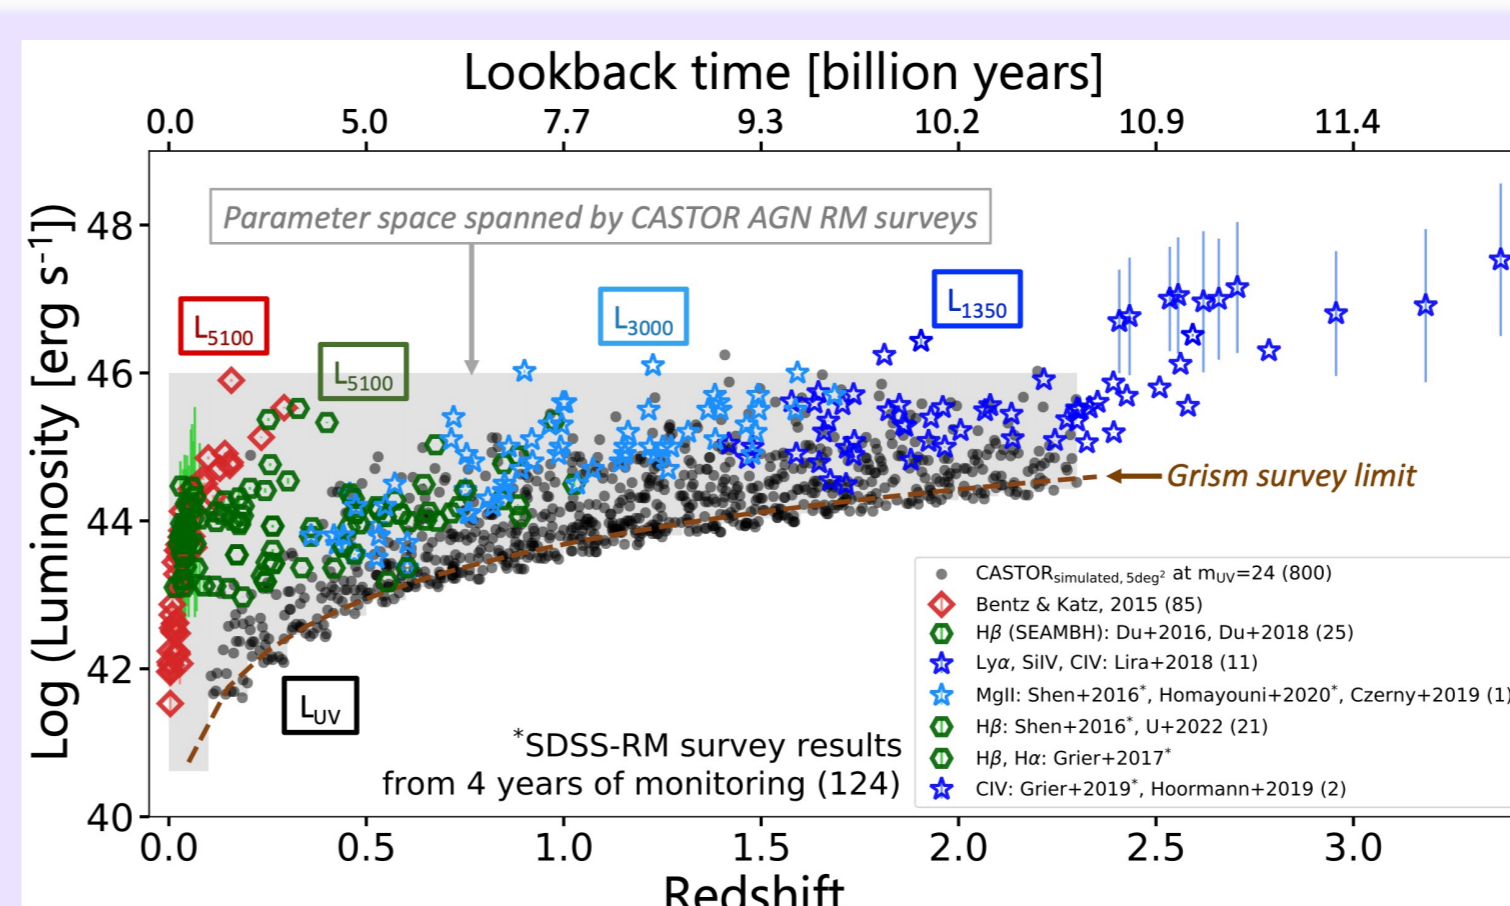 Lookback time [billion years]
0.0 5.0 7.7 9.3 10.2 10.9 11.4
Log (Luminosity [erg s⁻¹])
48
46
44
42
40
Parameter space spanned by CASTOR AGN RM surveys
L5100
L5100
L3000
L1350
Grism survey limit
LUV
*SDSS-RM survey results
from 4 years of monitoring (124)
CASTORsimulated, 5deg² at mUV=24 (800)
Bentz & Katz, 2015 (85)
Hβ (SEAMBH): Du+2016, Du+2018 (25)
Lyα, SiIV, CIV: Lira+2018 (11)
MgII: Shen+2016*, Homayouni+2020*, Czerny+2019 (1)
Hβ: Shen+2016*, U+2022 (21)
Hβ, Hα: Grier+2017*
CIV: Grier+2019*, Hoormann+2019 (2)
0.0 0.5 1.0 1.5 2.0 2.5 3.0
Redshift